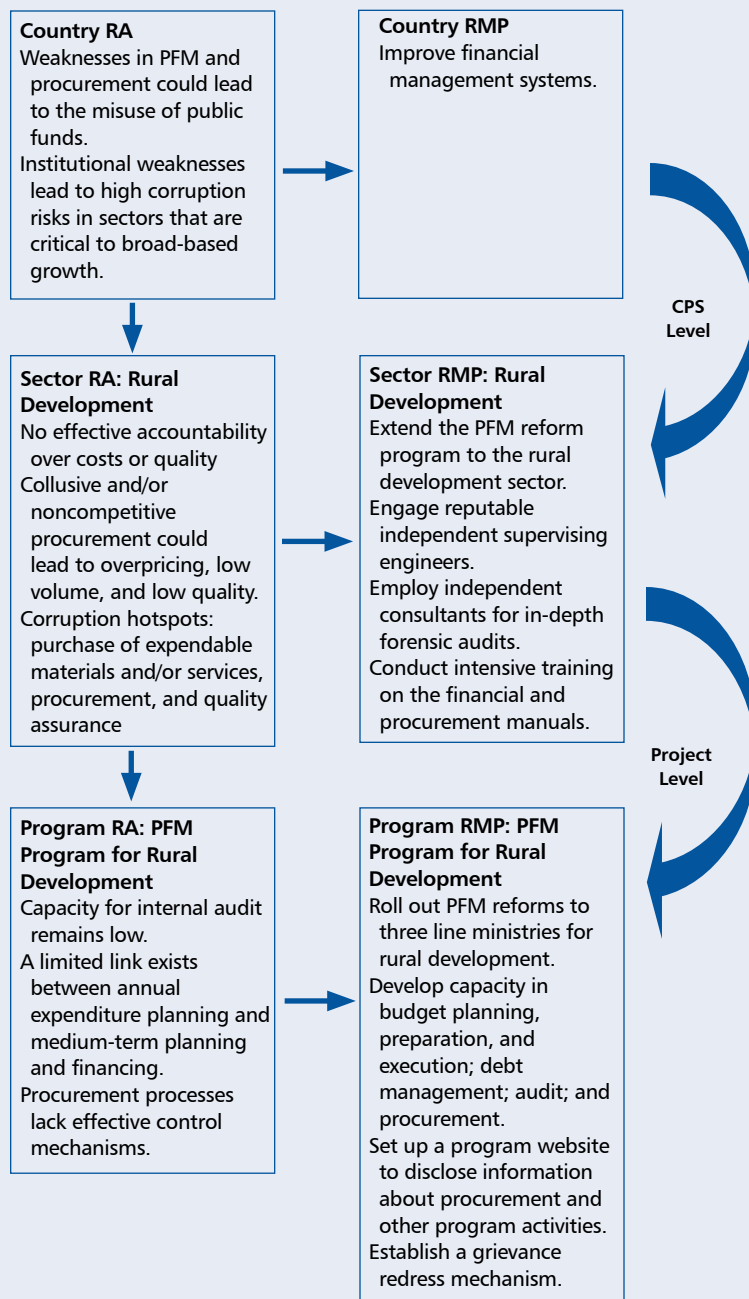 Country RA
Weaknesses in PFM and
procurement could lead
to the misuse of public
funds.
Institutional weaknesses
lead to high corruption
risks in sectors that are
critical to broad-based
growth.
Country RMP
Improve financial
management systems.
CPS
Level
Sector RA: Rural
Development
No effective accountability
over costs or quality
Collusive and/or
noncompetitive
procurement could
lead to overpricing, low
volume, and low quality.
Corruption hotspots:
purchase of expendable
materials and/or services,
procurement, and quality
assurance
Sector RMP: Rural
Development
Extend the PFM reform
program to the rural
development sector.
Engage reputable
independent supervising
engineers.
Employ independent
consultants for in-depth
forensic audits.
Conduct intensive training
on the financial and
procurement manuals.
Project
Level
Program RA: PFM
Program for Rural
Development
Capacity for internal audit
remains low.
A limited link exists
between annual
expenditure planning and
medium-term planning
and financing.
Procurement processes
lack effective control
mechanisms.
Program RMP: PFM
Program for Rural
Development
Roll out PFM reforms to
three line ministries for
rural development.
Develop capacity in
budget planning,
preparation, and
execution; debt
management; audit; and
procurement.
Set up a program website
to disclose information
about procurement and
other program activities.
Establish a grievance
redress mechanism.